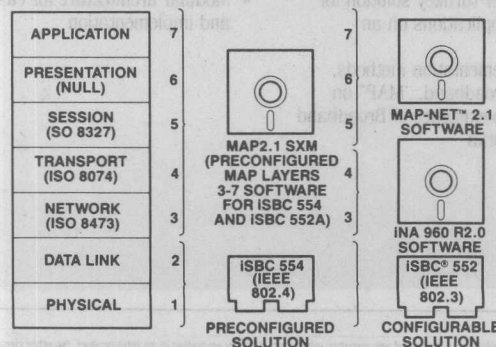 APPLICATION
PRESENTATION
(NULL)
SESSION
(SO 8327)
TRANSPORT
(ISO 8074)
NETWORK
(ISO 8473)
DATA LINK
PHYSICAL
7
6
5
4
3
2
1
MAP2.1 SXM
(PRECONFIGURED
MAP LAYERS
3-7 SOFTWARE
FOR iSBC 554
AND iSBC 552A)
iSBC 554
(IEEE
802.4)
PRECONFIGURED
SOLUTION
7
6
5
4
3
2
1
MAP-NET™ 2.1
SOFTWARE
iNA 960 R2.0
SOFTWARE
iSBC® 552
(IEEE
802.3)
CONFIGURABLE
SOLUTION